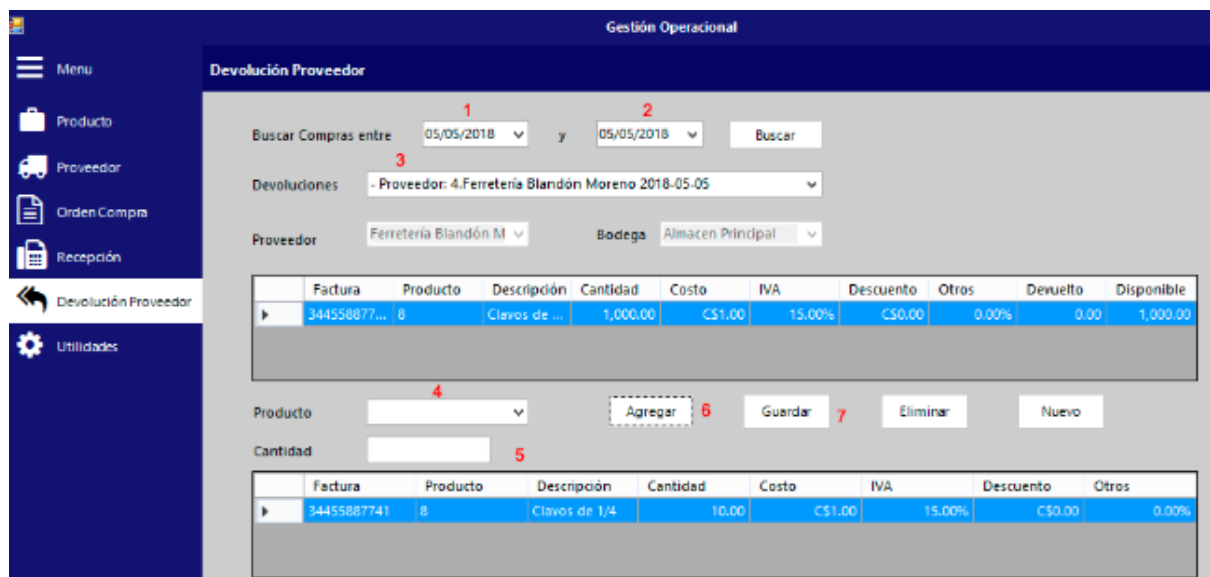 Gestión Operacional
Menu
Devolución Proveedor
Producto
Proveedor
Orden Compra
Recepción
Devolución Proveedor
Utilidades
1 2
Buscar Compras entre 05/05/2018 y 05/05/2018 Buscar
3
Devoluciones - Proveedor: 4.Ferretería Blandón Moreno 2018-05-05
Proveedor Ferretería Blandón M Bodega Almacen Principal
Factura Producto Descripción Cantidad Costo IVA Descuento Otros Devuelto Disponible
344558877... 8 Clavos de ... 1,000.00 C$1.00 15.00% C$0.00 0.00% 0.00 1,000.00
4
Producto Agregar 6 Guardar 7 Eliminar Nuevo
Cantidad 5
Factura Producto Descripción Cantidad Costo IVA Descuento Otros
34455887741 8 Clavos de 1/4 10.00 C$1.00 15.00% C$0.00 0.00%